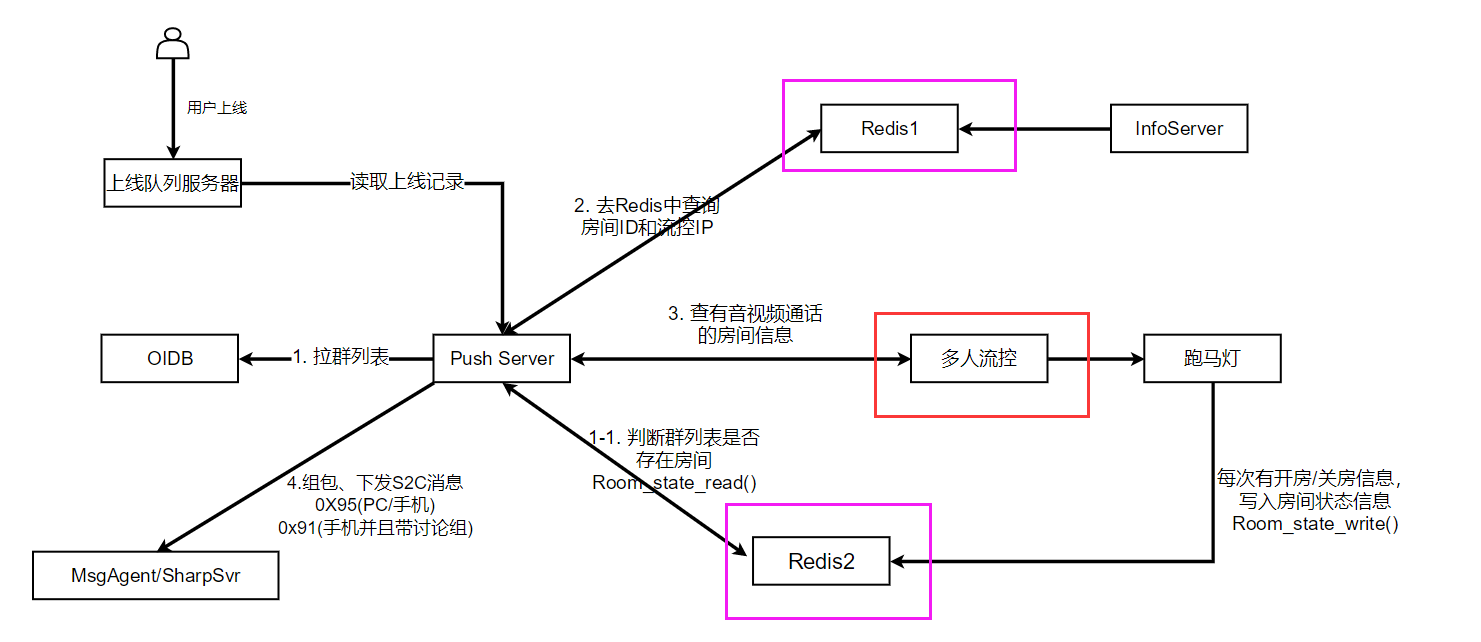 用户上线
上线队列服务器
读取上线记录
Redis1
InfoServer
2. 去Redis中查询
房间ID和流控IP
OIDB
1. 拉群列表
Push Server
3. 查有音视频通话
的房间信息
多人流控
跑马灯
1-1. 判断群列表是否
存在房间
Room_state_read()
4.组包、下发S2C消息
0X95(PC/手机)
0x91(手机并且带讨论组)
每次有开房/关房信息，
写入房间状态信息
Room_state_write()
MsgAgent/SharpSvr
Redis2